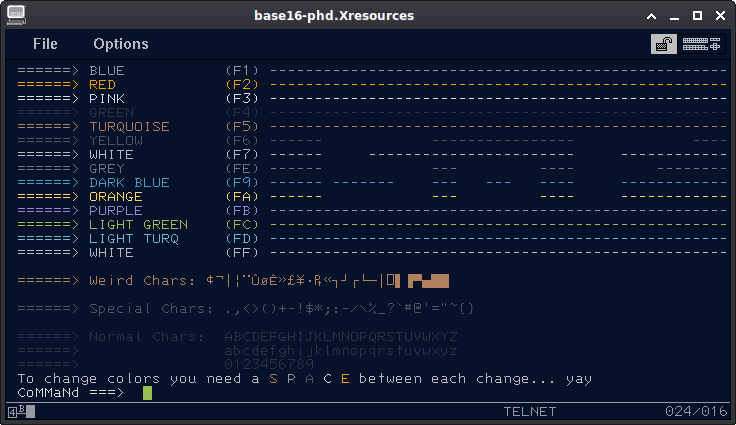 base16-phd.Xresources
File Options
======> BLUE (F1) ---------------------------------------------------
======> RED (F2) ---------------------------------------------------
======> PINK (F3) ---------------------------------------------------
======> GREEN (F4) ---------------------------------------------------
======> TURQUOISE (F5) ---------------------------------------------------
======> YELLOW (F6) ------ --- ----
======> WHITE (F7) ------ ------------- --- ------------
======> GREY (FE) ------ --- --- ------------
======> DARK BLUE (F9) ------ ------- --- --- ------------
======> ORANGE (FA) ------ --- --- ------------
======> PURPLE (FB) ---------------------------------------------------
======> LIGHT GREEN (FC) ---------------------------------------------------
======> LIGHT TURQ (FD) ---------------------------------------------------
======> WHITE (FF) ---------------------------------------------------
======> Weird Chars: ¢¬|¦¨ÛøÊ»£¥·₧«┐┘┌└─│
======> Special Chars: .,<>()+-!$*;:-/\%_?`#@'="~{}
======> Normal Chars: ABCDEFGHIJKLMNOPQRSTUVWXYZ
======> abcdefghijklmnopqrstuvwxyz
======> 0123456789
To change colors you need a S P A C E between each change... yay
CoMMaNd ===>
4B TELNET 024/016